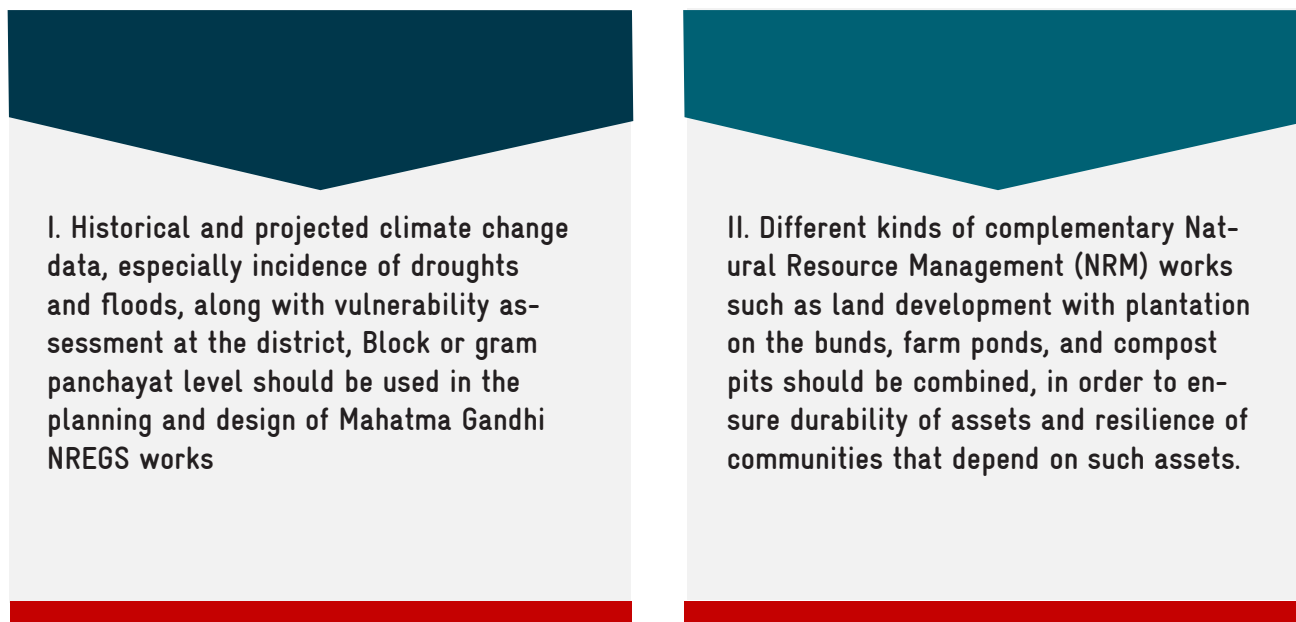 I. Historical and projected climate change
data, especially incidence of droughts
and floods, along with vulnerability as-
sessment at the district, Block or gram
panchayat level should be used in the
planning and design of Mahatma Gandhi
NREGS works
II. Different kinds of complementary Nat-
ural Resource Management (NRM) works
such as land development with plantation
on the bunds, farm ponds, and compost
pits should be combined, in order to en-
sure durability of assets and resilience of
communities that depend on such assets.